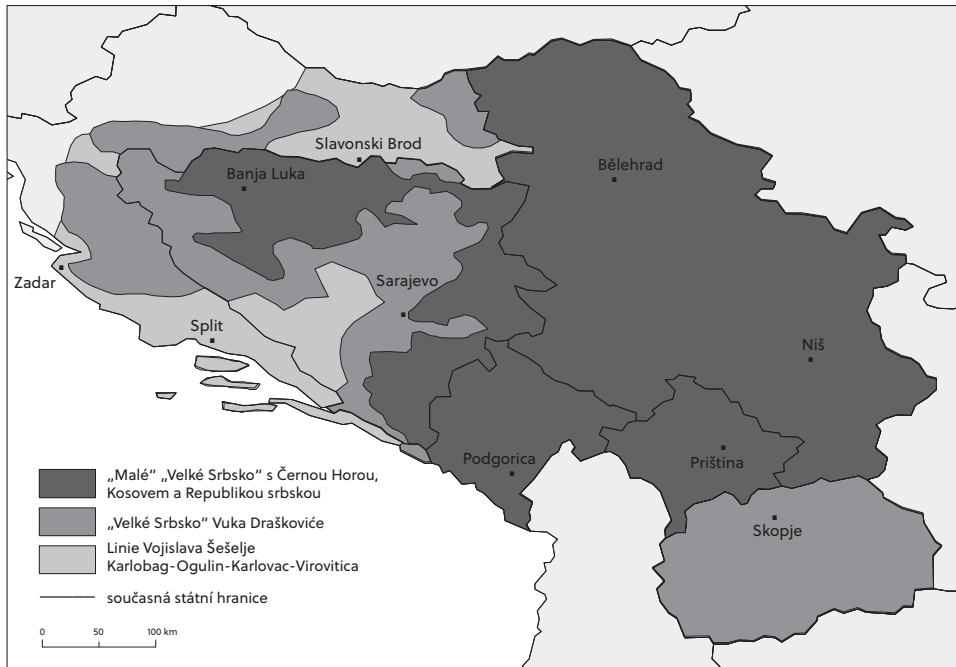 Slavonski Brod
Banja Luka
Bělehrad
Zadar
Sarajevo
Split
Niš
Podgorica
Priština
Skopje
„Malé“ „Velké Srbsko“ s Černou Horou,
Kosovem a Republikou srbskou
„Velké Srbsko“ Vuka Draškoviće
Linie Vojislava Šešelje
Karlobag-Ogulin-Karlovac-Virovitica
současná státní hranice
0 50 100 km